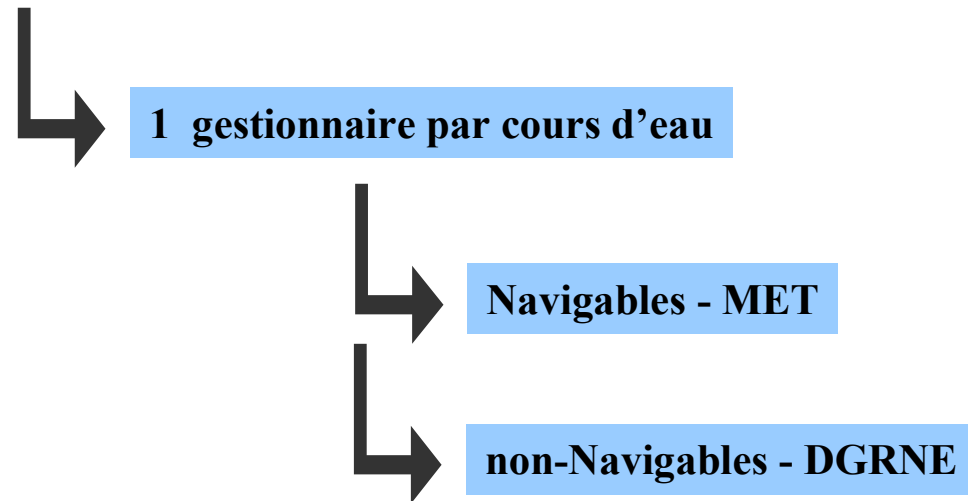 1 gestionnaire par cours d’eau
Navigables - MET
non-Navigables - DGRNE